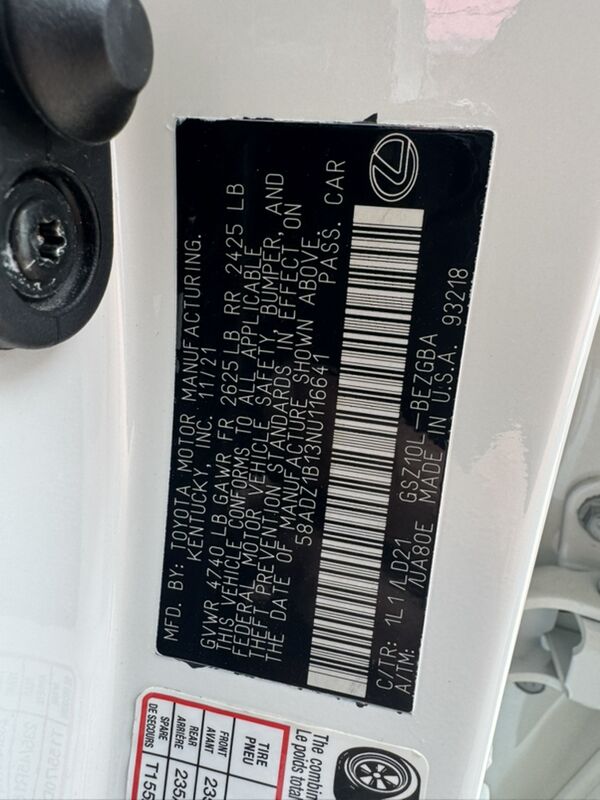 MFD. BY: TOYOTA MOTOR MANUFACTURING,
KENTUCKY, INC. 11/21
GVWR 4740 LB GAWR FR 2625 LB RR 2425 LB
THIS VEHICLE CONFORMS TO ALL APPLICABLE
FEDERAL MOTOR VEHICLE SAFETY, BUMPER, AND
THEFT PREVENTION STANDARDS IN EFFECT ON
THE DATE OF MANUFACTURE SHOWN ABOVE.
58ADZ1B13NU116641 PASS. CAR
C/TR: 1L1 /LD21 GSZ10L-BEZGBA
A/TM: /UA80E MADE IN U.S.A. 93218
The combin
Le poids total
TIRE
PNEU
FRONT
AVANT
REAR
ARRIÈRE
235
SPARE
DE SECOURS
T155